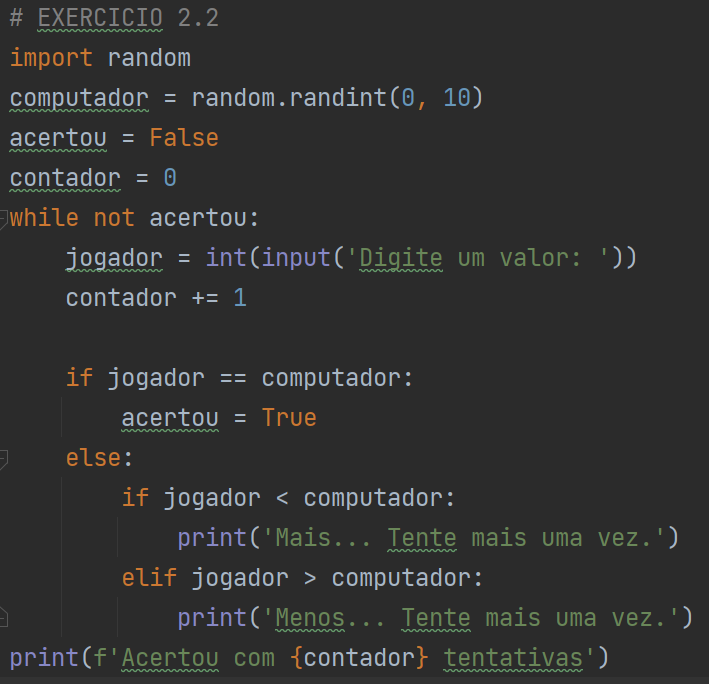 # EXERCICIO 2.2
import random
computador = random.randint(0, 10)
acertou = False
contador = 0
while not acertou:
    jogador = int(input('Digite um valor: '))
    contador += 1

    if jogador == computador:
        acertou = True
    else:
        if jogador < computador:
            print('Mais... Tente mais uma vez.')
        elif jogador > computador:
            print('Menos... Tente mais uma vez.')
print(f'Acertou com {contador} tentativas')